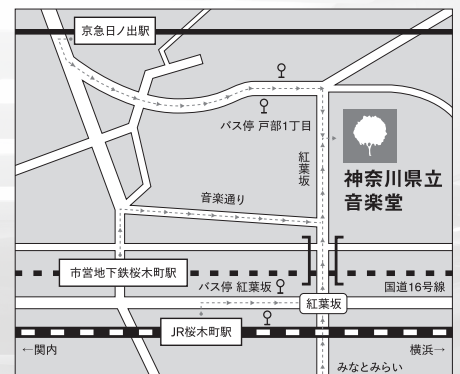 京急日ノ出駅
バス停 戸部1丁目
紅葉坂
神奈川県立
音楽堂
音楽通り
市営地下鉄桜木町駅
バス停 紅葉坂
国道16号線
紅葉坂
JR桜木町駅
←関内
横浜→
みなとみらい